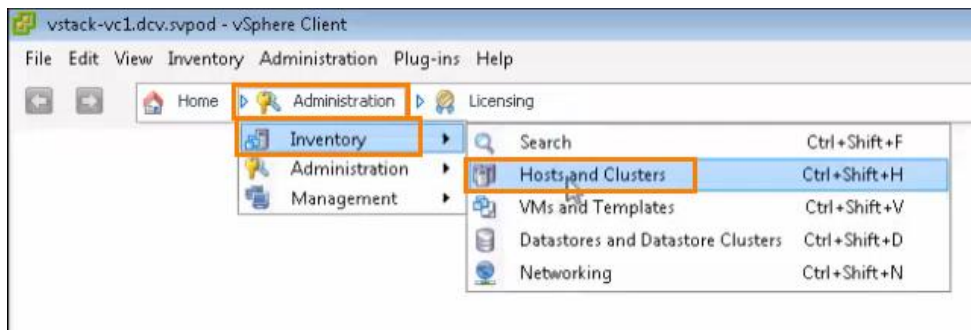 vstack-vc1.dcv.svpod - vSphere Client
File Edit View Inventory Administration Plug-ins Help
Home Administration Licensing
Inventory Search Ctrl+Shift+F
Administration Hosts and Clusters Ctrl+Shift+H
Management VMs and Templates Ctrl+Shift+V
Datastores and Datastore Clusters Ctrl+Shift+D
Networking Ctrl+Shift+N